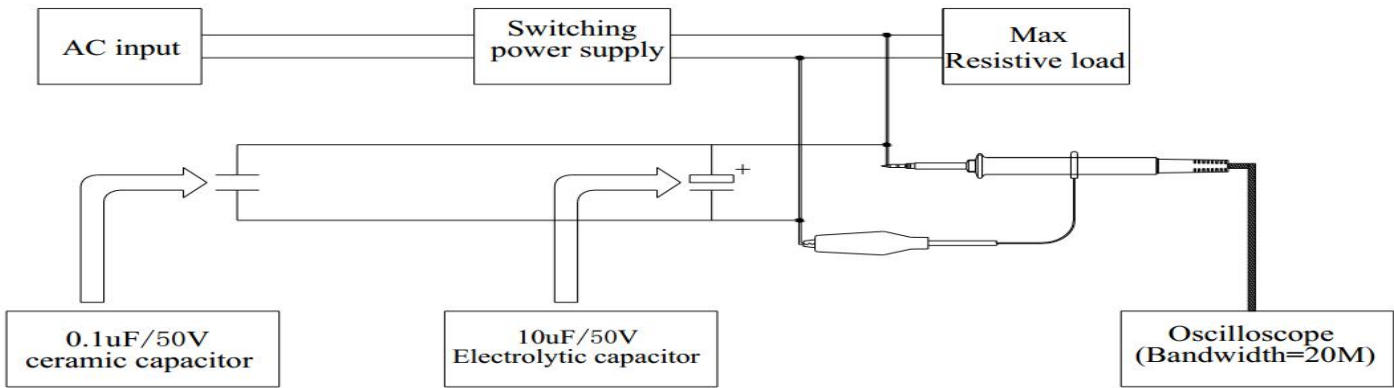 AC input
Switching
power supply
Max
Resistive load
+
0.1uF/50V
ceramic capacitor
10uF/50V
Electrolytic capacitor
Oscilloscope
(Bandwidth=20M)